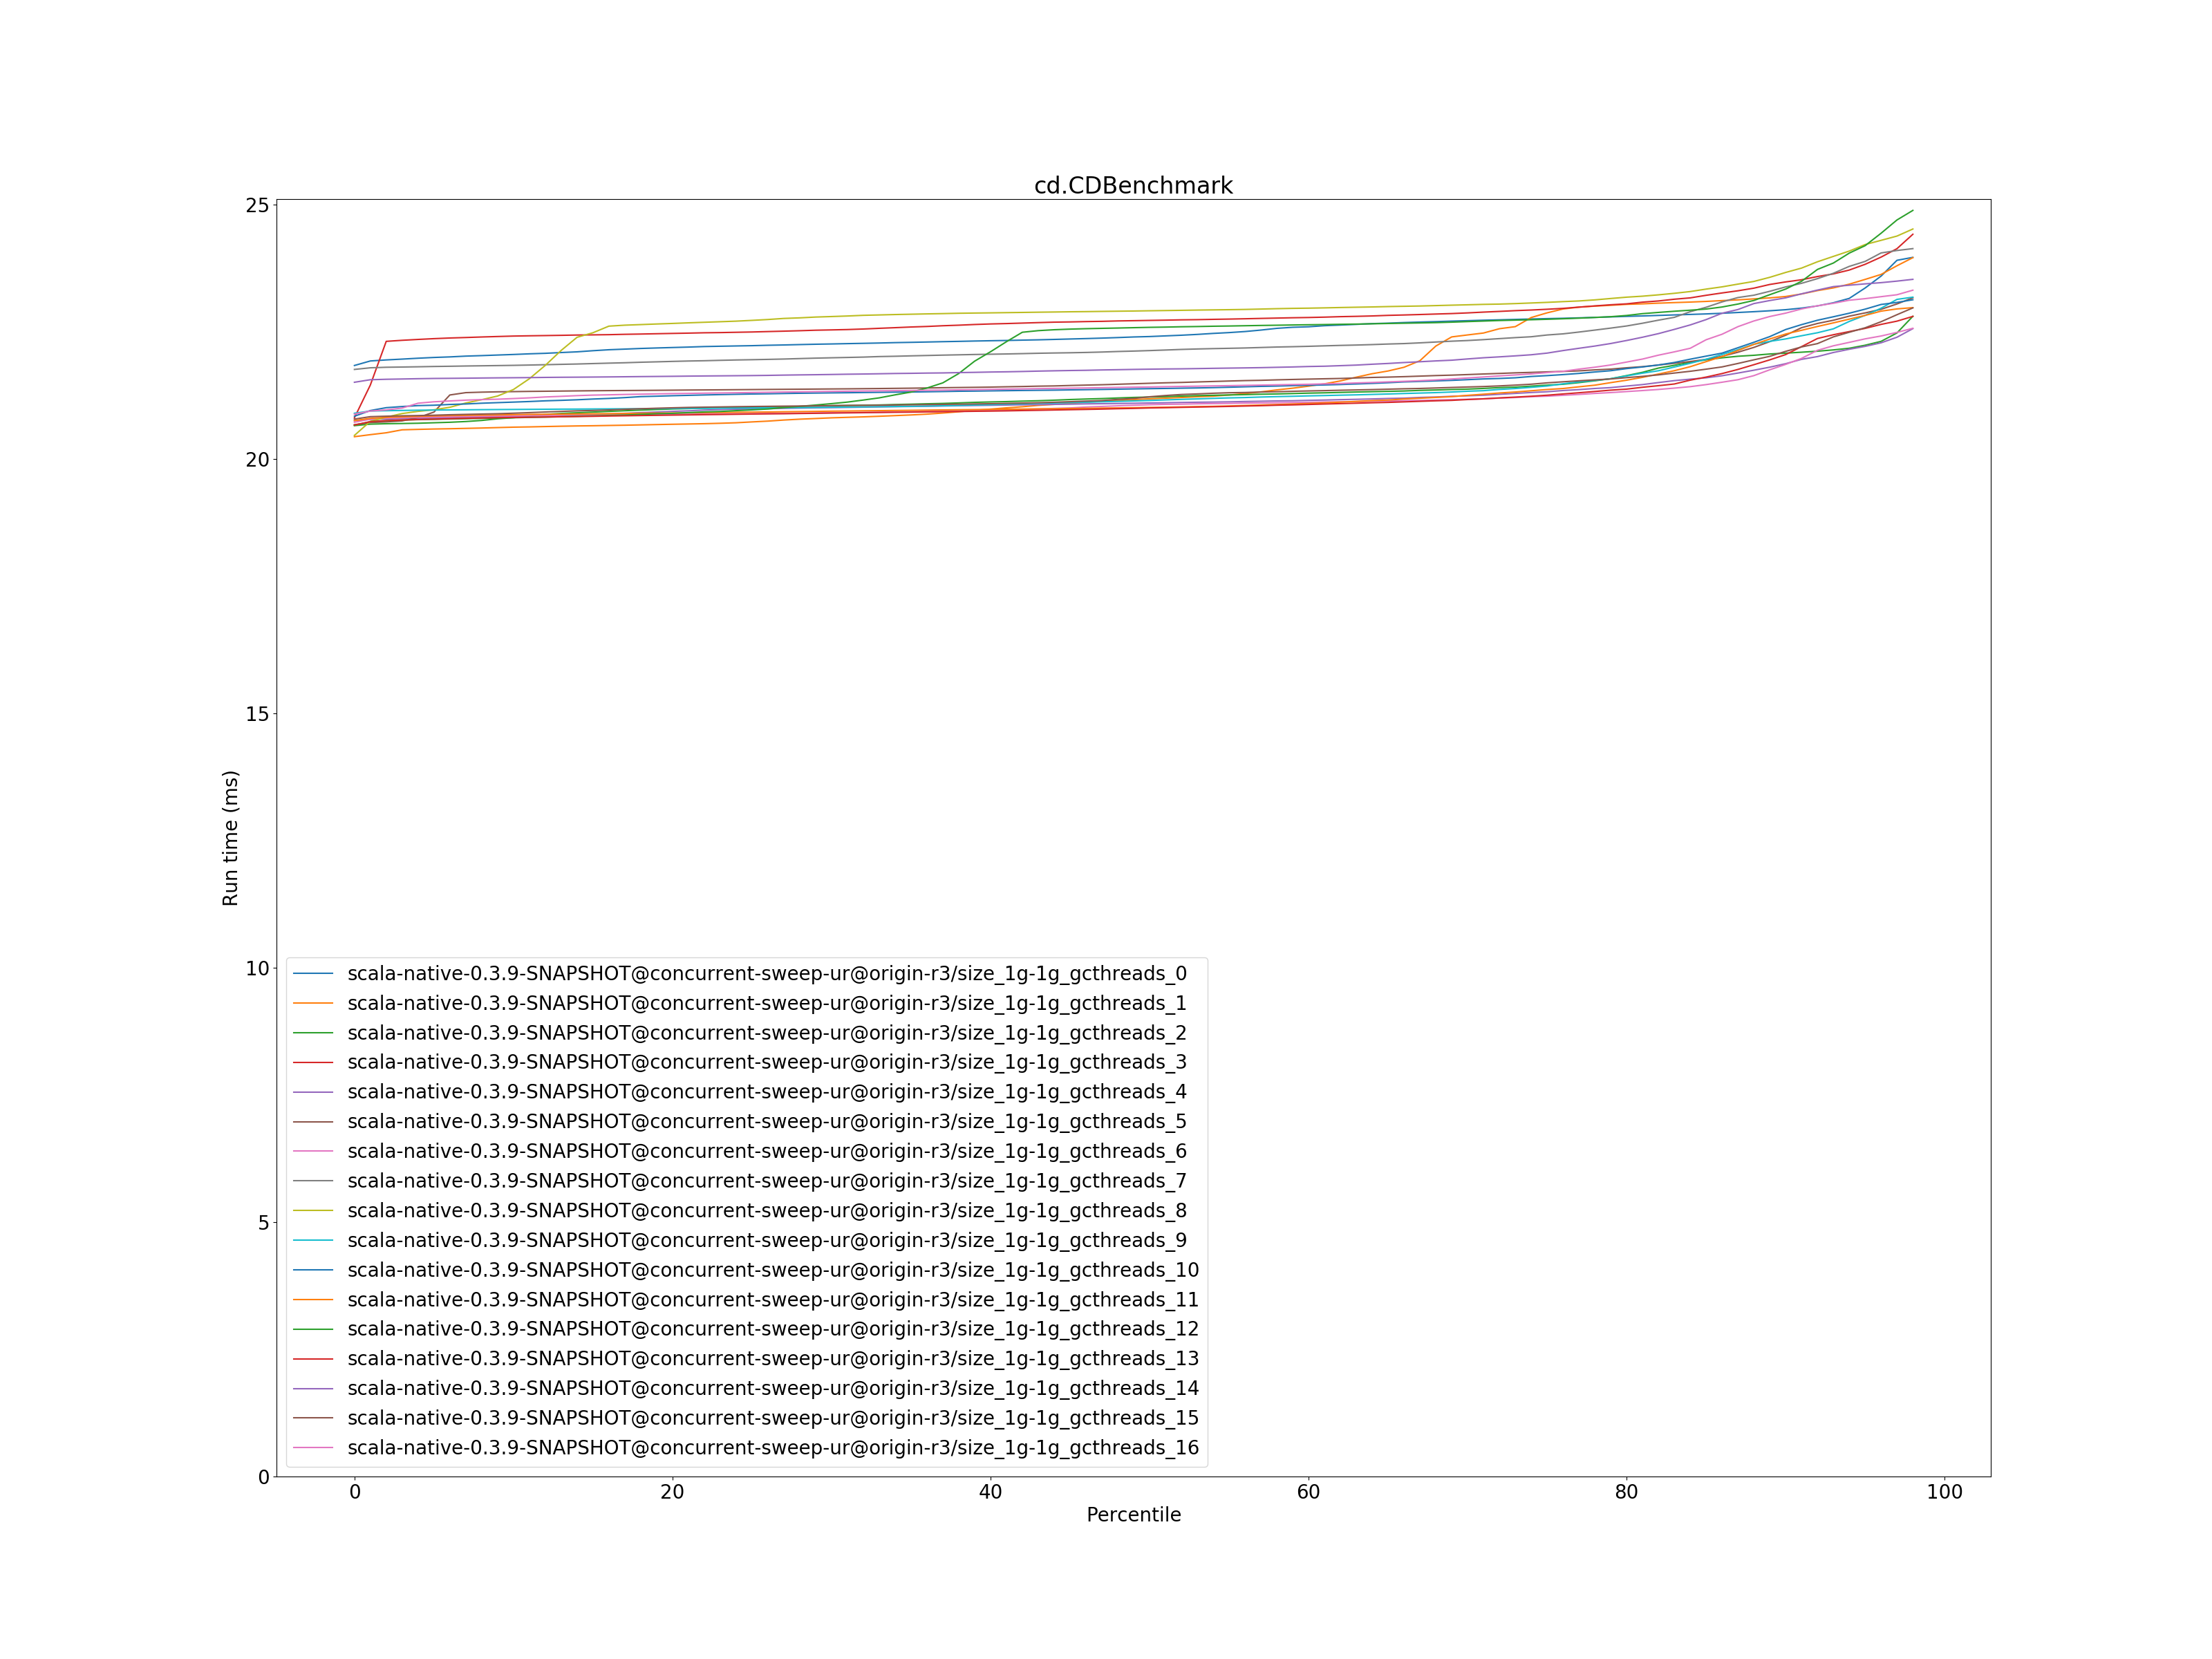 cd.CDBenchmark
25
20
15
10
5
0
Run time (ms)
scala-native-0.3.9-SNAPSHOT@concurrent-sweep-ur@origin-r3/size_1g-1g_gcthreads_0
scala-native-0.3.9-SNAPSHOT@concurrent-sweep-ur@origin-r3/size_1g-1g_gcthreads_1
scala-native-0.3.9-SNAPSHOT@concurrent-sweep-ur@origin-r3/size_1g-1g_gcthreads_2
scala-native-0.3.9-SNAPSHOT@concurrent-sweep-ur@origin-r3/size_1g-1g_gcthreads_3
scala-native-0.3.9-SNAPSHOT@concurrent-sweep-ur@origin-r3/size_1g-1g_gcthreads_4
scala-native-0.3.9-SNAPSHOT@concurrent-sweep-ur@origin-r3/size_1g-1g_gcthreads_5
scala-native-0.3.9-SNAPSHOT@concurrent-sweep-ur@origin-r3/size_1g-1g_gcthreads_6
scala-native-0.3.9-SNAPSHOT@concurrent-sweep-ur@origin-r3/size_1g-1g_gcthreads_7
scala-native-0.3.9-SNAPSHOT@concurrent-sweep-ur@origin-r3/size_1g-1g_gcthreads_8
scala-native-0.3.9-SNAPSHOT@concurrent-sweep-ur@origin-r3/size_1g-1g_gcthreads_9
scala-native-0.3.9-SNAPSHOT@concurrent-sweep-ur@origin-r3/size_1g-1g_gcthreads_10
scala-native-0.3.9-SNAPSHOT@concurrent-sweep-ur@origin-r3/size_1g-1g_gcthreads_11
scala-native-0.3.9-SNAPSHOT@concurrent-sweep-ur@origin-r3/size_1g-1g_gcthreads_12
scala-native-0.3.9-SNAPSHOT@concurrent-sweep-ur@origin-r3/size_1g-1g_gcthreads_13
scala-native-0.3.9-SNAPSHOT@concurrent-sweep-ur@origin-r3/size_1g-1g_gcthreads_14
scala-native-0.3.9-SNAPSHOT@concurrent-sweep-ur@origin-r3/size_1g-1g_gcthreads_15
scala-native-0.3.9-SNAPSHOT@concurrent-sweep-ur@origin-r3/size_1g-1g_gcthreads_16
0 20 40 60 80 100
Percentile